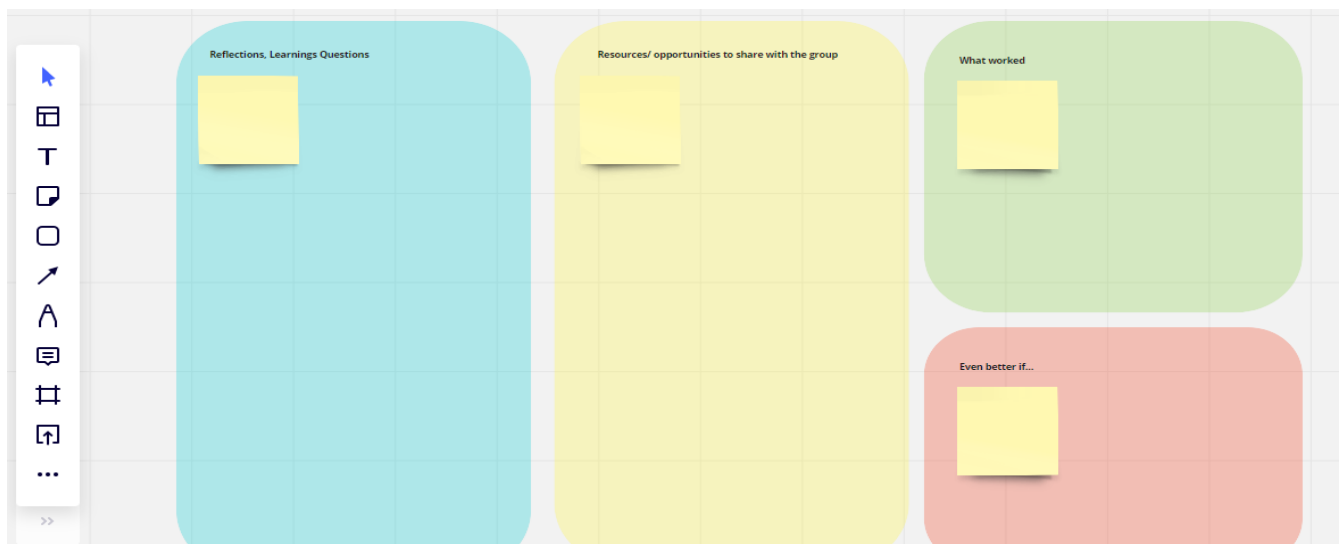 Reflections, Learnings Questions
Resources/ opportunities to share with the group
What worked
Even better if...